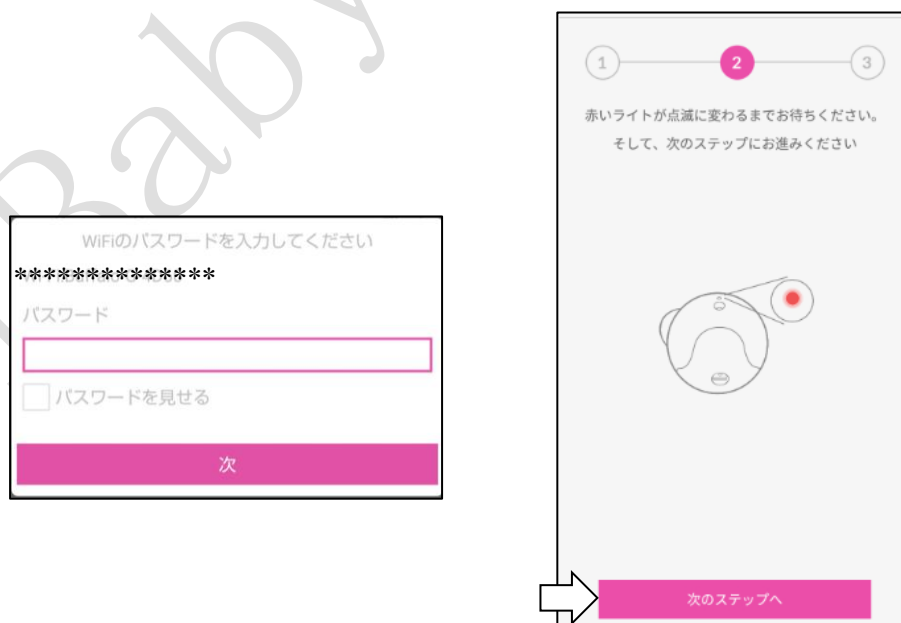 Baby
WiFiのパスワードを入力してください
**************
パスワード
パスワードを見せる
次
1
2
3
赤いライトが点滅に変わるまでお待ちください。
そして、次のステップにお進みください
次のステップへ